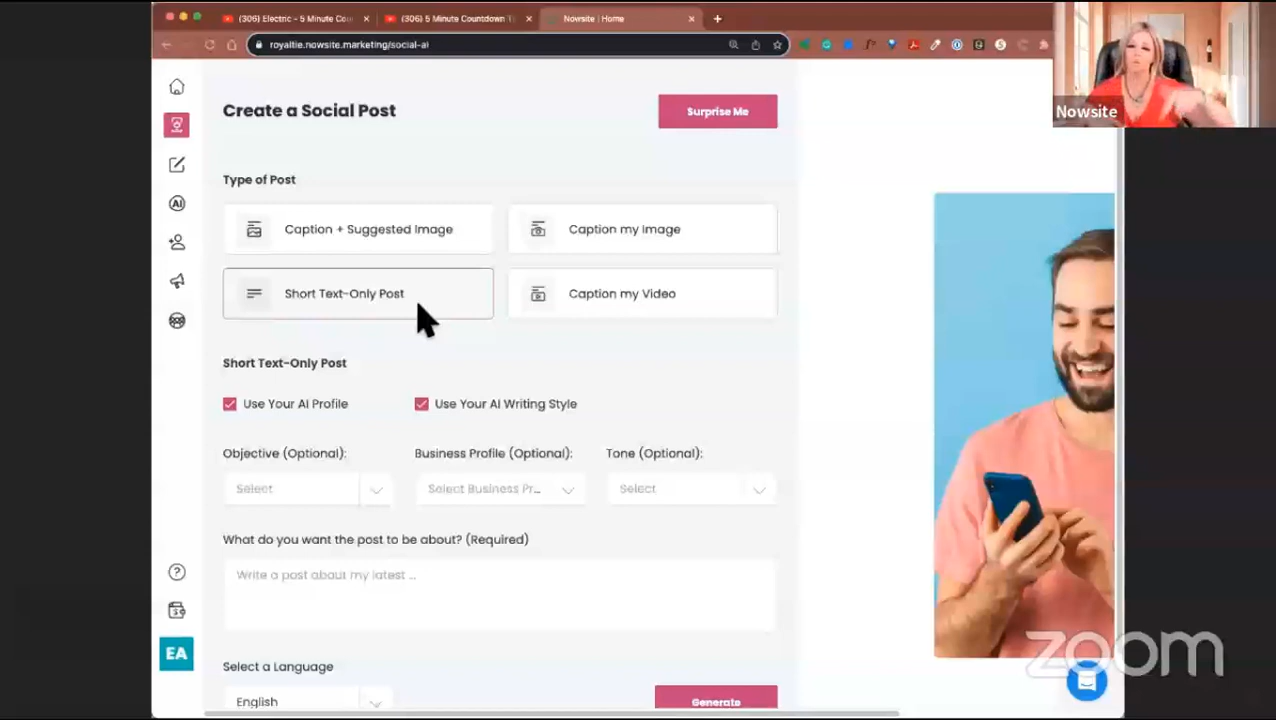 (306) Electric - 5 Minute Cou
(306) 5 Minute Countdown T
Nowsite | Home
royaltie.nowsite.marketing/social-ai
Nowsite
Create a Social Post
Surprise Me
Type of Post
Caption + Suggested Image
Caption my Image
Short Text-Only Post
Caption my Video
Short Text-Only Post
Use Your AI Profile
Use Your AI Writing Style
Objective (Optional):
Business Profile (Optional):
Tone (Optional):
Select
Select Business Pr...
Select
What do you want the post to be about? (Required)
Write a post about my latest ...
AI
EA
Select a Language
English
Generate
zoom